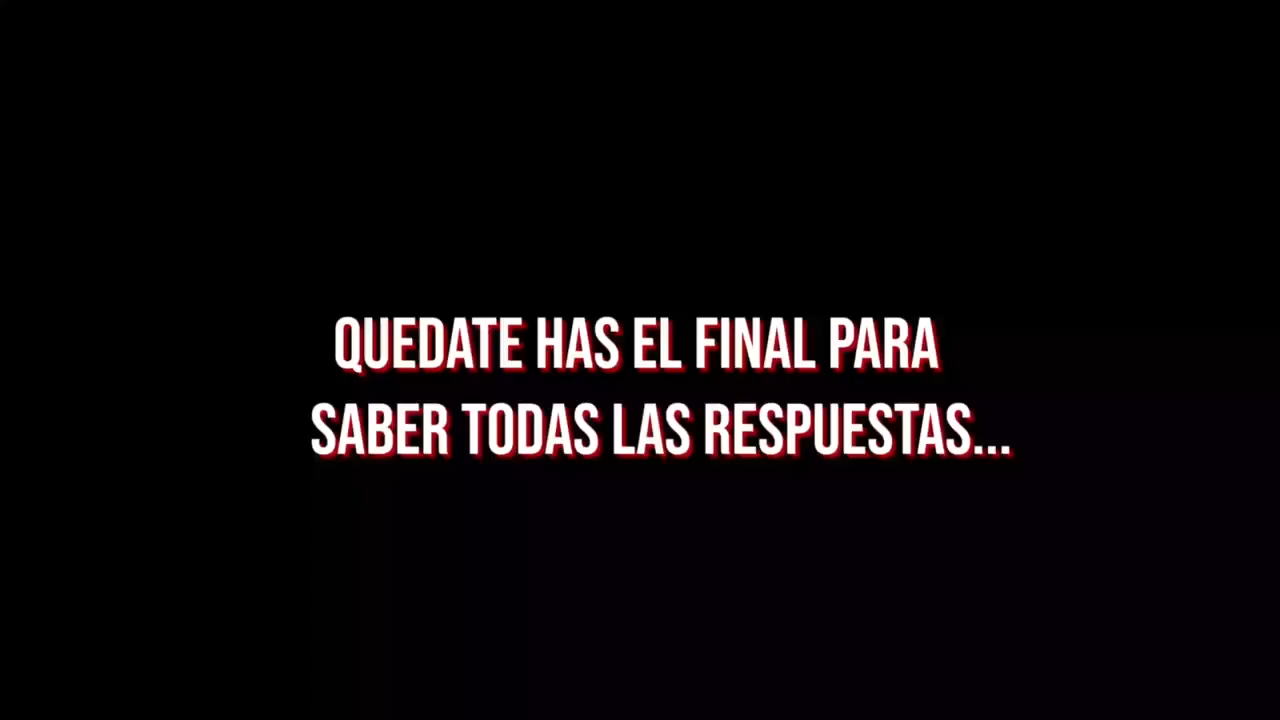 QUEDATE HAS EL FINAL PARA
SABER TODAS LAS RESPUESTAS...